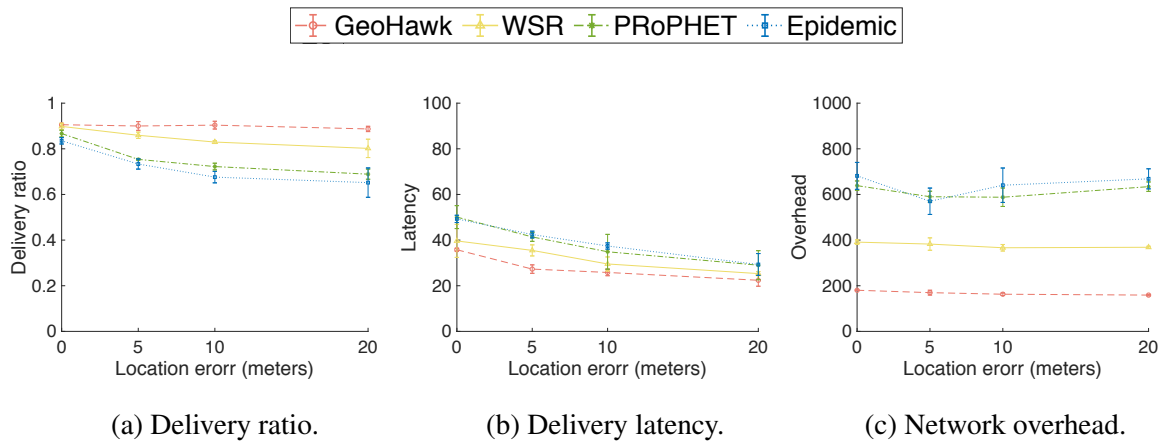 GeoHawk WSR PRoPHET Epidemic
1
0.8
0.6
0.4
0.2
0
Delivery ratio
0 5 10 20
Location erorr (meters)
(a) Delivery ratio.
100
80
60
40
20
0
Latency
0 5 10 20
Location erorr (meters)
(b) Delivery latency.
1000
800
600
400
200
0
Overhead
0 5 10 20
Location erorr (meters)
(c) Network overhead.